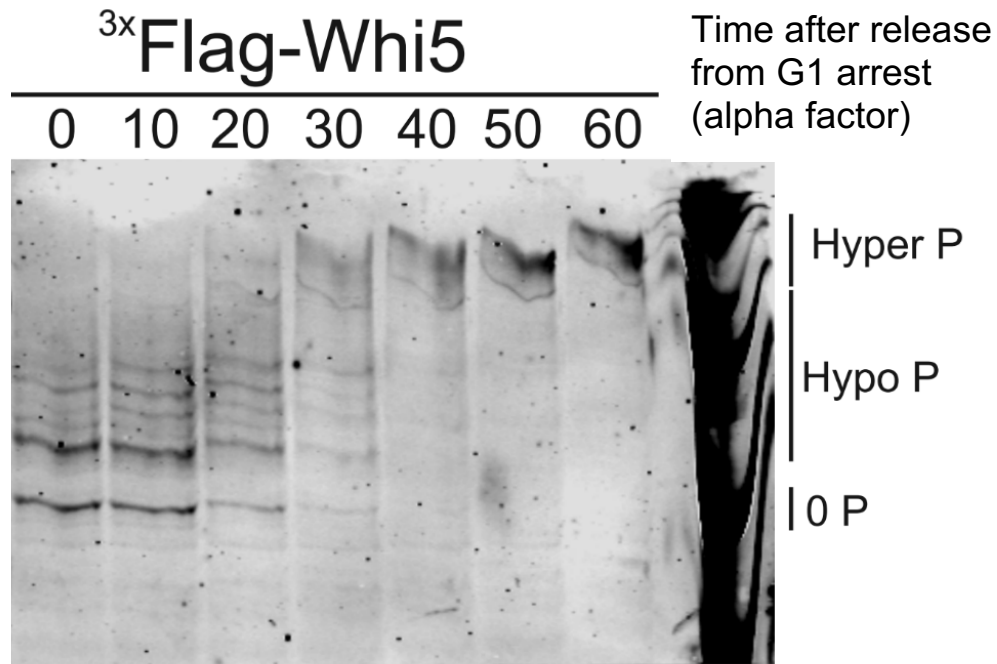 3xFlag-Whi5
Time after release
from G1 arrest
(alpha factor)
0 10 20 30 40 50 60
Hyper P
Hypo P
0 P